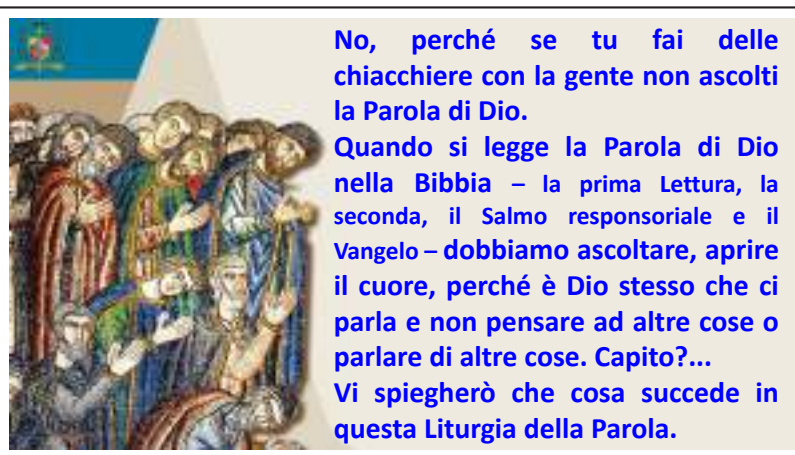 No, perché se tu fai delle
chiacchiere con la gente non ascolti
la Parola di Dio.
Quando si legge la Parola di Dio
nella Bibbia – la prima Lettura, la
seconda, il Salmo responsoriale e il
Vangelo – dobbiamo ascoltare, aprire
il cuore, perché è Dio stesso che ci
parla e non pensare ad altre cose o
parlare di altre cose. Capito?...
Vi spiegherò che cosa succede in
questa Liturgia della Parola.